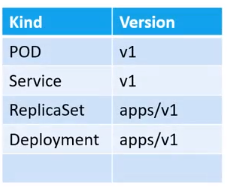 Kind Version
POD v1
Service v1
ReplicaSet apps/v1
Deployment apps/v1